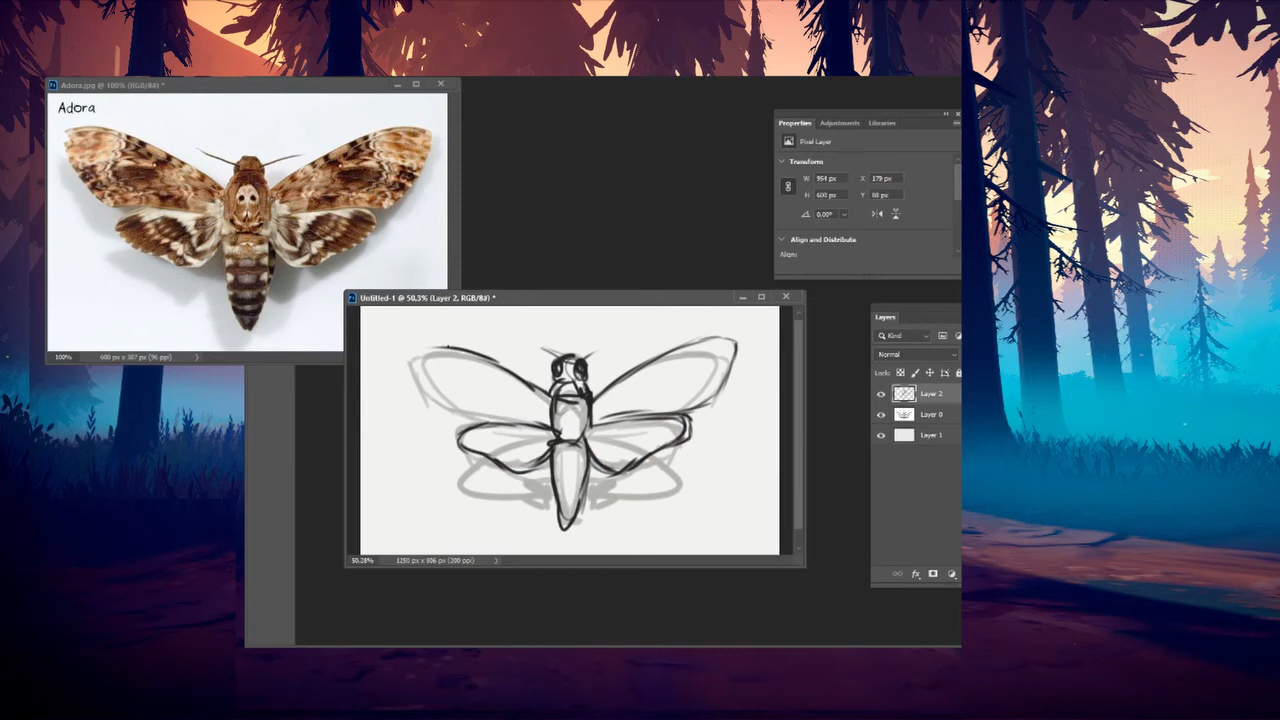 Adora.jpg @ 100% (RGB/8#) *
Adora
100%
600 px x 387 px (96 ppi)
Properties
Adjustments
Libraries
Pixel Layer
Transform
W
954 px
X
179 px
H
600 px
Y
88 px
0.00°
Align and Distribute
Align:
Untitled-1 @ 50.3% (Layer 2, RGB/8#) *
50.28%
1250 px x 806 px (200 ppi)
Layers
Kind
Normal
Lock:
Layer 2
Layer 0
Layer 1
fx